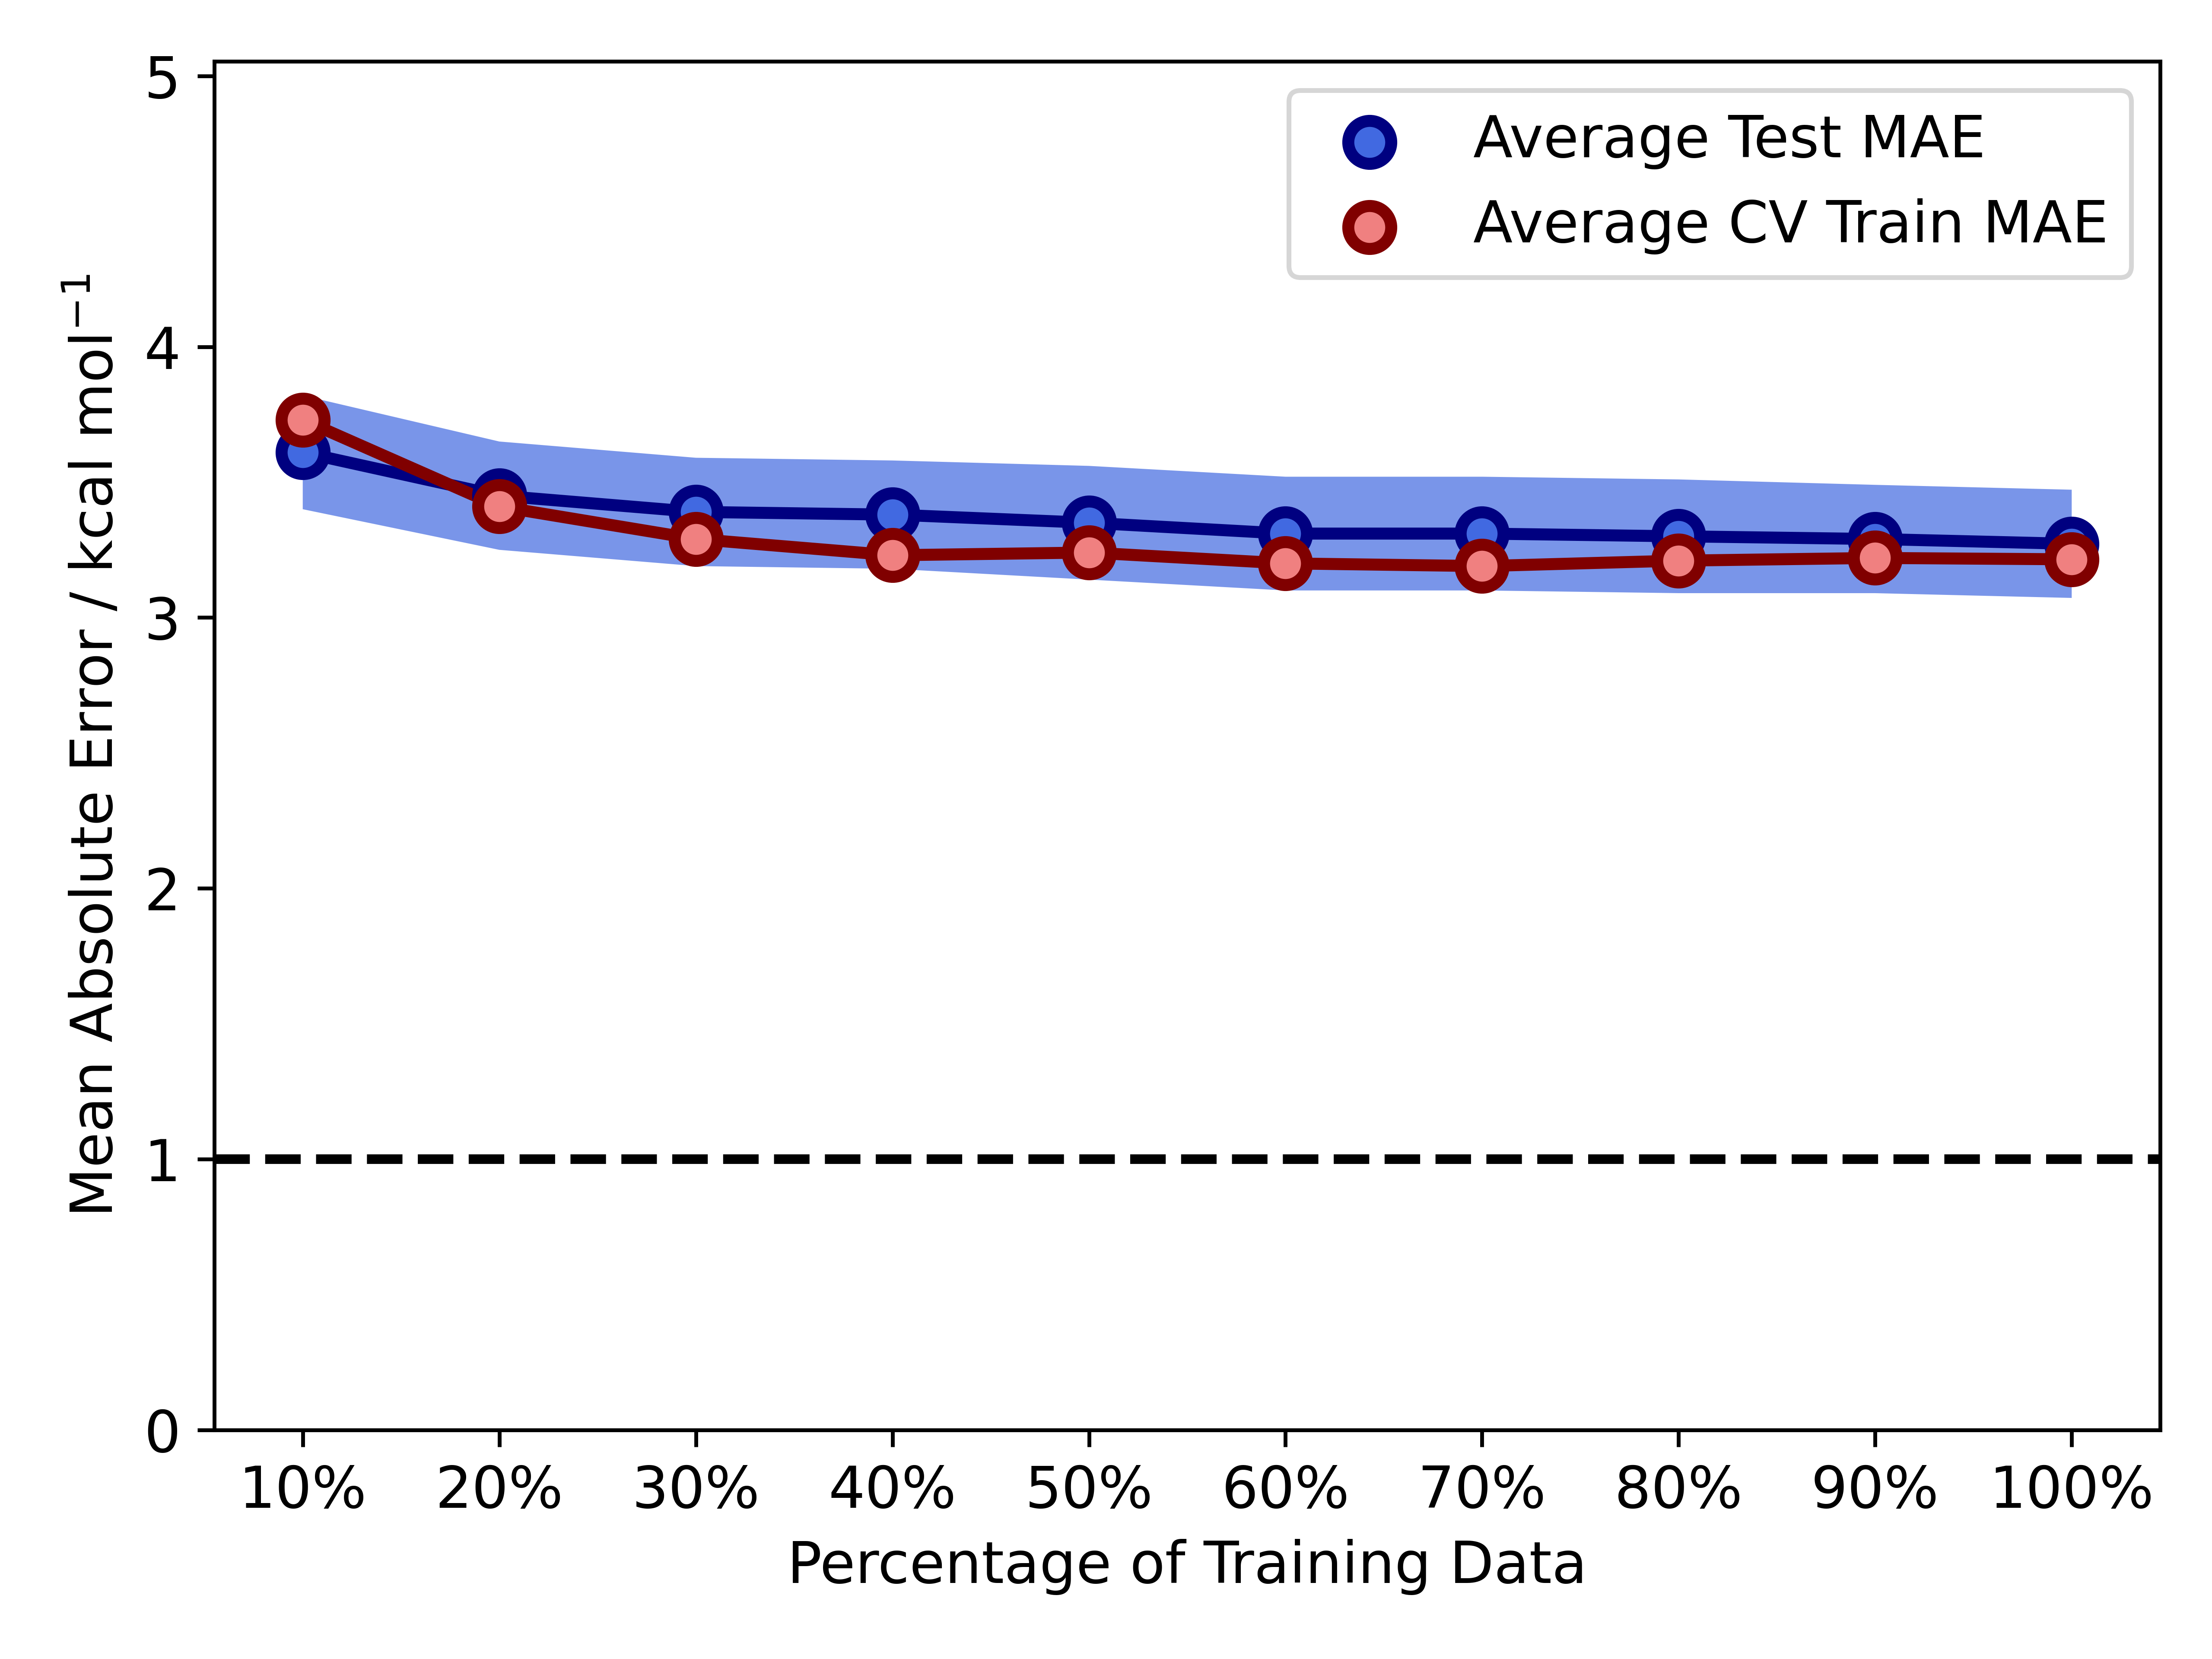 5
4
3
2
1
0
Mean Absolute Error / kcal mol⁻¹
Average Test MAE
Average CV Train MAE
10% 20% 30% 40% 50% 60% 70% 80% 90% 100%
Percentage of Training Data